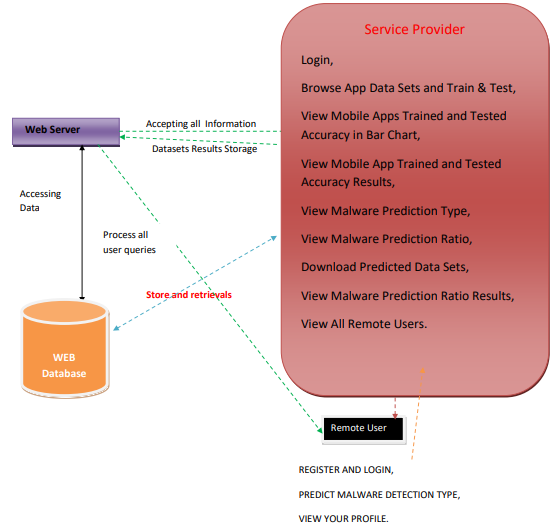 Service Provider
Login,
Browse App Data Sets and Train & Test,
View Mobile Apps Trained and Tested
Accuracy in Bar Chart,
View Mobile App Trained and Tested
Accuracy Results,
View Malware Prediction Type,
View Malware Prediction Ratio,
Download Predicted Data Sets,
View Malware Prediction Ratio Results,
View All Remote Users.
Web Server
Accepting all Information
Datasets Results Storage
Accessing
Data
Process all
user queries
Store and retrievals
WEB
Database
Remote User
REGISTER AND LOGIN,
PREDICT MALWARE DETECTION TYPE,
VIEW YOUR PROFILE.